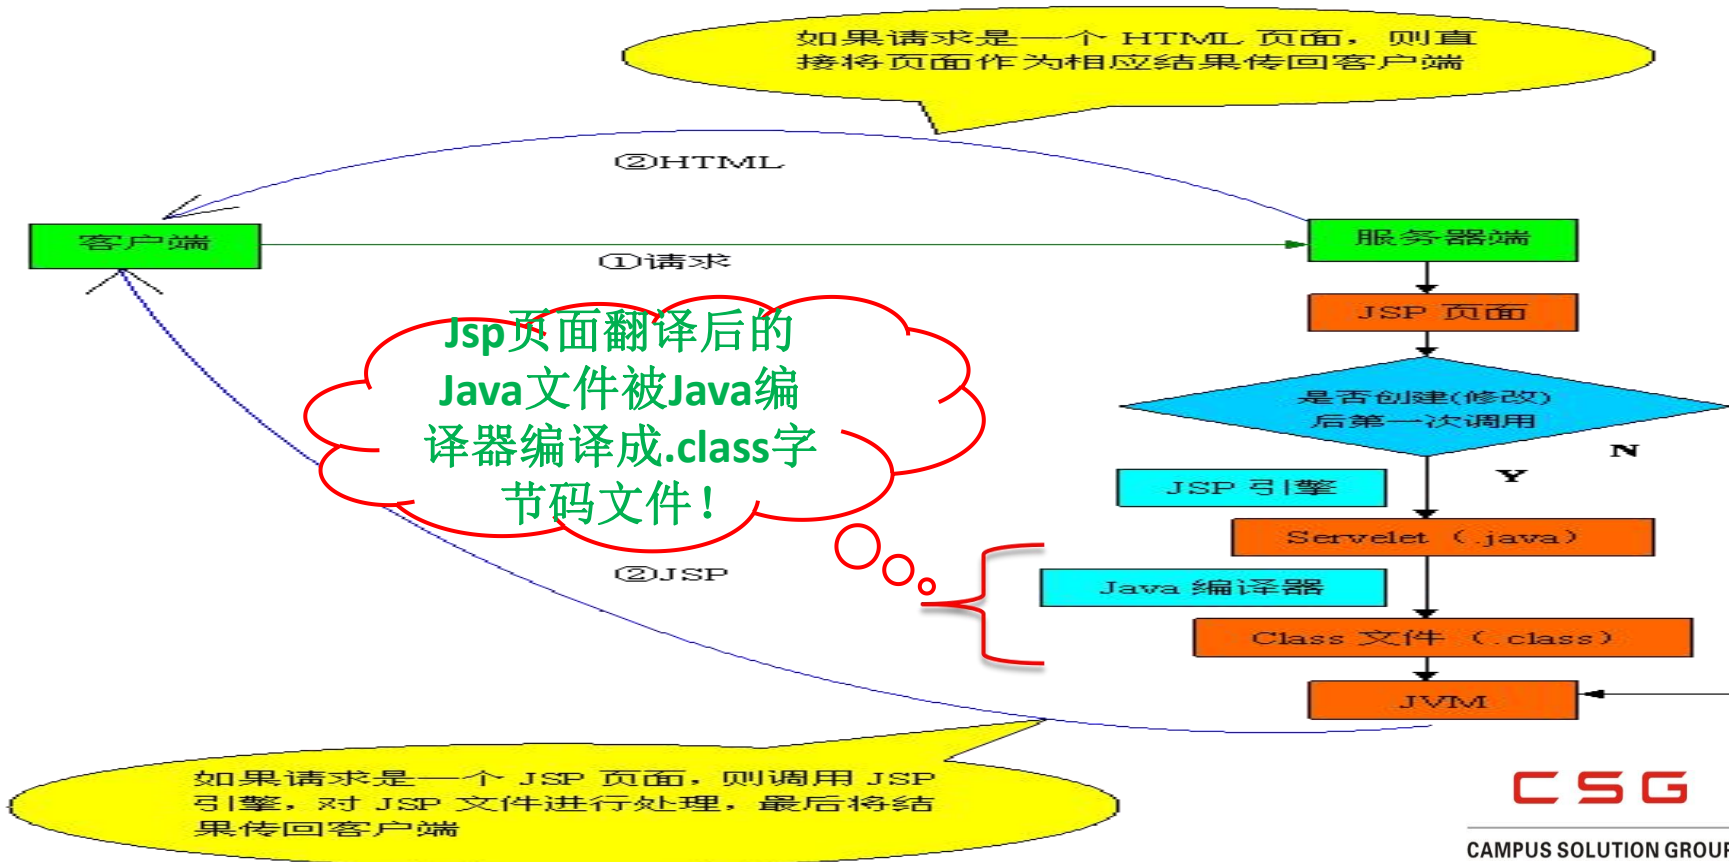 如果请求是一个 HTML 页面，则直
接将页面作为相应结果传回客户端
②HTML
客户端
服务器端
①请求
JSP 页面
Jsp页面翻译后的
Java文件被Java编
译器编译成.class字
节码文件！
是否创建(修改)
后第一次调用
N
Y
JSP 引擎
Servelet（.java）
②JSP
Java 编译器
Class 文件（.class）
JVM
如果请求是一个 JSP 页面，则调用 JSP
引擎，对 JSP 文件进行处理，最后将结
果传回客户端
CSG
CAMPUS SOLUTION GROUP